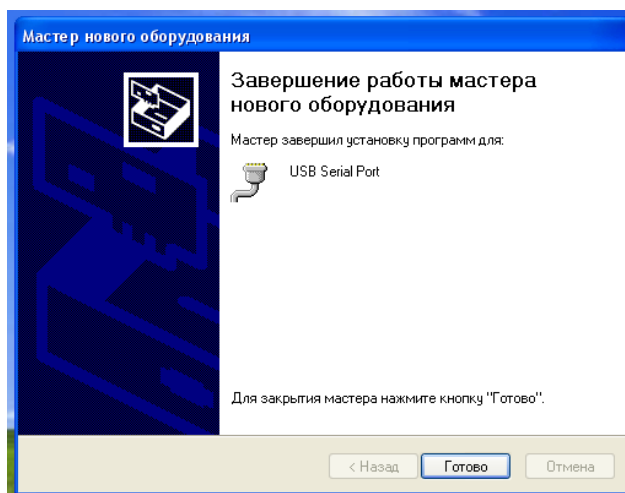 Мастер нового оборудования
Завершение работы мастера
нового оборудования
Мастер завершил установку программ для:
USB Serial Port
Для закрытия мастера нажмите кнопку "Готово".
< Назад
Готово
Отмена